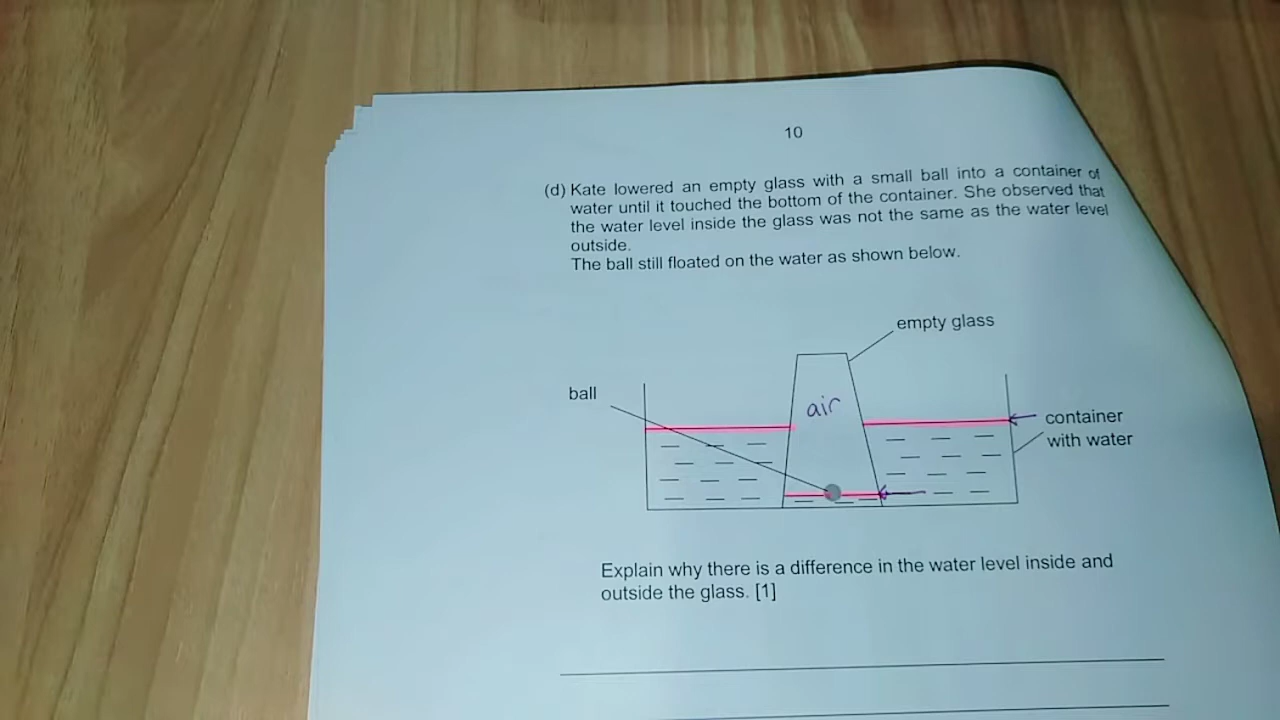 10
(d) Kate lowered an empty glass with a small ball into a container of
water until it touched the bottom of the container. She observed that
the water level inside the glass was not the same as the water level
outside.
The ball still floated on the water as shown below.
empty glass
ball
air
container
with water
Explain why there is a difference in the water level inside and
outside the glass. [1]